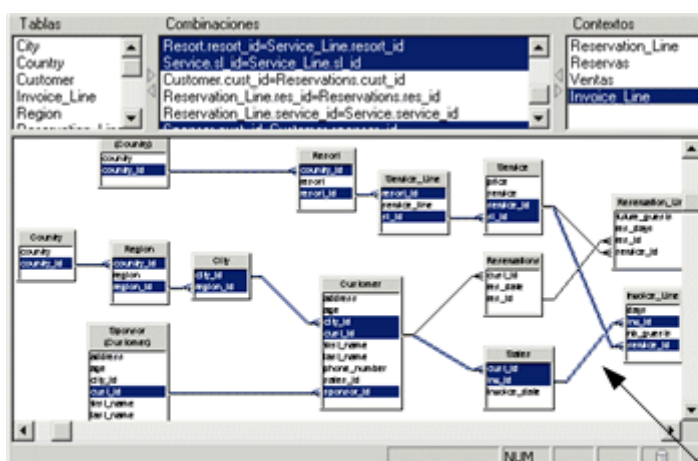 Tablas
City
Country
Customer
Invoice_Line
Region
Combinaciones
Resort.resort_id=Service_Line.resort_id
Service.sl_id=Service_Line.sl_id
Customer.cust_id=Reservations.cust_id
Reservation_Line.res_id=Reservations.res_id
Reservation_Line.service_id=Service.service_id
Contextos
Reservation_Line
Reservas
Ventas
Invoice_Line
(Country)
country
country_id
Resort
country_id
resort
resort_id
Service_Line
resort_id
service_line
sl_id
Service
price
service
service_id
sl_id
future_guests
res_days
res_id
service_id
Country
country
country_id
Region
country_id
region
region_id
City
city_id
region_id
Customer
address
age
city_id
cust_id
first_name
last_name
phone_number
sales_id
sponsor_id
Reservations
cust_id
res_date
res_id
Invoice_Line
days
inv_id
nb_guests
service_id
Sponsor
(Customer)
address
age
city_id
cust_id
first_name
last_name
Sales
cust_id
inv_id
invoice_date
NUM